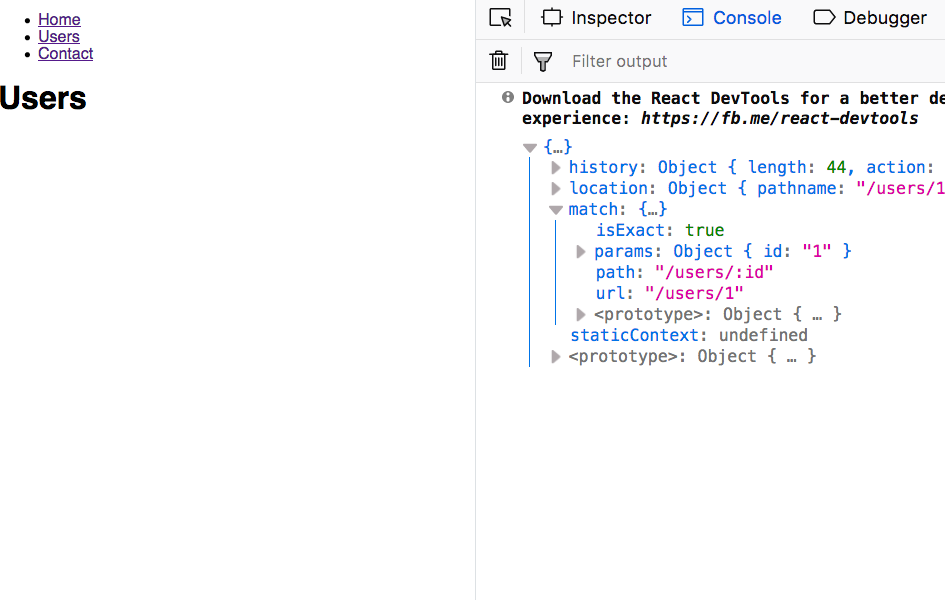 Home
Users
Contact
Users
Inspector Console Debugger
Filter output
Download the React DevTools for a better de
experience: https://fb.me/react-devtools
{…}
history: Object { length: 44, action:
location: Object { pathname: "/users/1
match: {…}
isExact: true
params: Object { id: "1" }
path: "/users/:id"
url: "/users/1"
<prototype>: Object { … }
staticContext: undefined
<prototype>: Object { … }